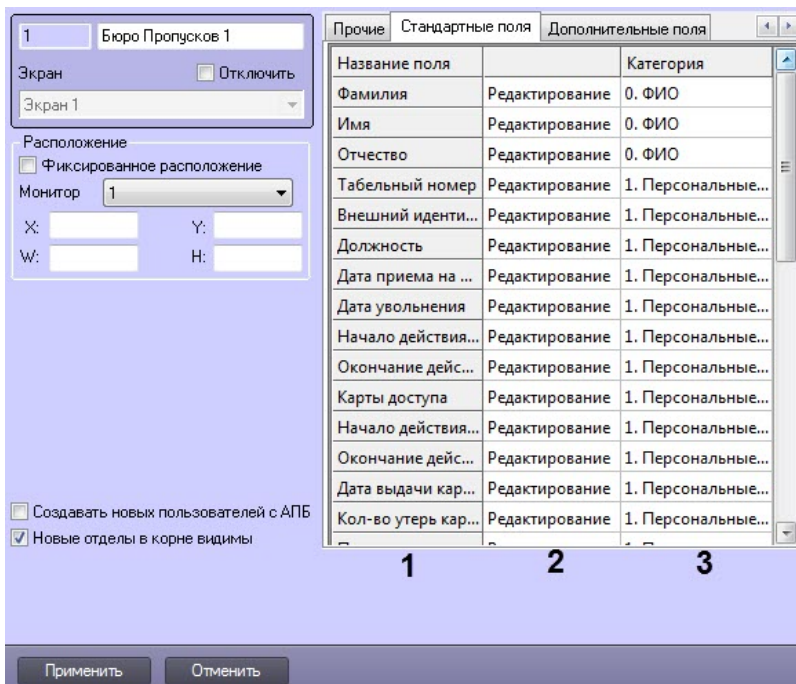 1 Бюро Пропусков 1
Экран Отключить
Экран 1
Расположение
Фиксированное расположение
Монитор 1
X: Y:
W: H:
Создавать новых пользователей с АПБ
Новые отделы в корне видимы
Прочие Стандартные поля Дополнительные поля
Название поля Категория
Фамилия Редактирование 0. ФИО
Имя Редактирование 0. ФИО
Отчество Редактирование 0. ФИО
Табельный номер Редактирование 1. Персональные...
Внешний иденти... Редактирование 1. Персональные...
Должность Редактирование 1. Персональные...
Дата приема на ... Редактирование 1. Персональные...
Дата увольнения Редактирование 1. Персональные...
Начало действия... Редактирование 1. Персональные...
Окончание дейс... Редактирование 1. Персональные...
Карты доступа Редактирование 1. Персональные...
Начало действия... Редактирование 1. Персональные...
Окончание дейс... Редактирование 1. Персональные...
Дата выдачи кар... Редактирование 1. Персональные...
Кол-во утерь кар... Редактирование 1. Персональные...
1 2 3
Применить Отменить